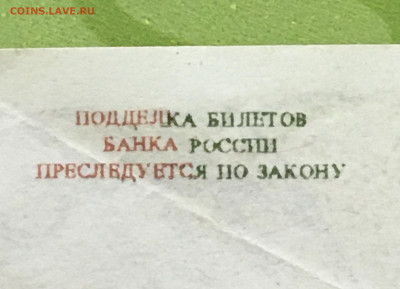 COINS.LAVE.RU
ПОДДЕЛКА БИЛЕТОВ
БАНКА РОССИИ
ПРЕСЛЕДУЕТСЯ ПО ЗАКОНУ